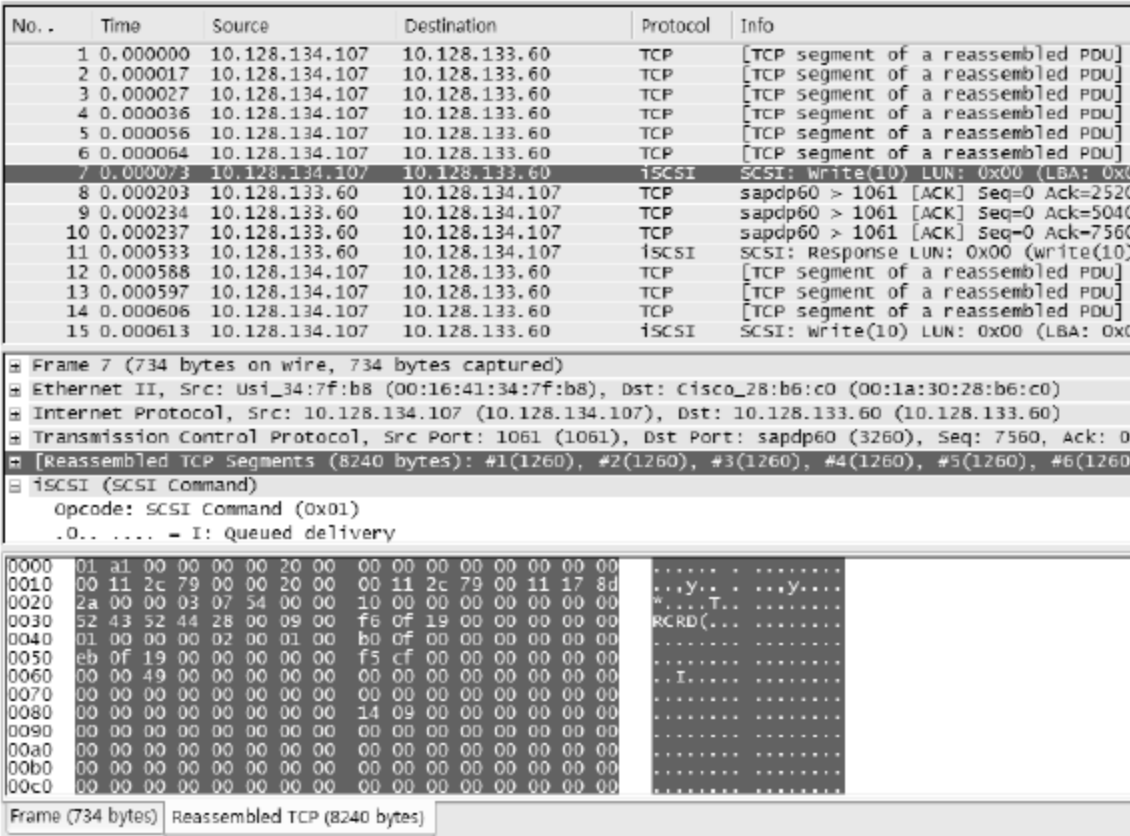 No. . Time Source Destination Protocol Info
1 0.000000 10.128.134.107 10.128.133.60 TCP [TCP segment of a reassembled PDU]
2 0.000017 10.128.134.107 10.128.133.60 TCP [TCP segment of a reassembled PDU]
3 0.000027 10.128.134.107 10.128.133.60 TCP [TCP segment of a reassembled PDU]
4 0.000036 10.128.134.107 10.128.133.60 TCP [TCP segment of a reassembled PDU]
5 0.000056 10.128.134.107 10.128.133.60 TCP [TCP segment of a reassembled PDU]
6 0.000064 10.128.134.107 10.128.133.60 TCP [TCP segment of a reassembled PDU]
7 0.000073 10.128.134.107 10.128.133.60 iSCSI SCSI: Write(10) LUN: 0x00 (LBA: 0x0
8 0.000203 10.128.133.60 10.128.134.107 TCP sapdp60 > 1061 [ACK] Seq=0 Ack=2520
9 0.000234 10.128.133.60 10.128.134.107 TCP sapdp60 > 1061 [ACK] Seq=0 Ack=5040
10 0.000237 10.128.133.60 10.128.134.107 TCP sapdp60 > 1061 [ACK] Seq=0 Ack=7560
11 0.000533 10.128.133.60 10.128.134.107 iSCSI SCSI: Response LUN: 0x00 (Write(10)
12 0.000588 10.128.134.107 10.128.133.60 TCP [TCP segment of a reassembled PDU]
13 0.000597 10.128.134.107 10.128.133.60 TCP [TCP segment of a reassembled PDU]
14 0.000606 10.128.134.107 10.128.133.60 TCP [TCP segment of a reassembled PDU]
15 0.000613 10.128.134.107 10.128.133.60 iSCSI SCSI: Write(10) LUN: 0x00 (LBA: 0x0
Frame 7 (734 bytes on wire, 734 bytes captured)
Ethernet II, Src: Usi_34:7f:b8 (00:16:41:34:7f:b8), Dst: Cisco_28:b6:c0 (00:1a:30:28:b6:c0)
Internet Protocol, Src: 10.128.134.107 (10.128.134.107), Dst: 10.128.133.60 (10.128.133.60)
Transmission Control Protocol, Src Port: 1061 (1061), Dst Port: sapdp60 (3260), Seq: 7560, Ack: 0
[Reassembled TCP Segments (8240 bytes): #1(1260), #2(1260), #3(1260), #4(1260), #5(1260), #6(1260
iSCSI (SCSI Command)
Opcode: SCSI Command (0x01)
.0.. .... = I: Queued delivery
0000 01 a1 00 00 00 00 20 00 00 00 00 00 00 00 00 00 ...... . ........
0010 00 11 2c 79 00 00 20 00 00 11 2c 79 00 11 17 8d ..,y.. . ..,y....
0020 2a 00 00 03 07 54 00 00 10 00 00 00 00 00 00 00 *....T.. ........
0030 52 43 52 44 28 00 09 00 f6 0f 19 00 00 00 00 00 RCRD(... ........
0040 01 00 00 00 02 00 01 00 b0 0f 00 00 00 00 00 00 ........ ........
0050 eb 0f 19 00 00 00 00 00 f5 cf 00 00 00 00 00 00 ........ ........
0060 00 00 49 00 00 00 00 00 00 00 00 00 00 00 00 00 ..I..... ........
0070 00 00 00 00 00 00 00 00 00 00 00 00 00 00 00 00 ........ ........
0080 00 00 00 00 00 00 00 00 14 09 00 00 00 00 00 00 ........ ........
0090 00 00 00 00 00 00 00 00 00 00 00 00 00 00 00 00 ........ ........
00a0 00 00 00 00 00 00 00 00 00 00 00 00 00 00 00 00 ........ ........
00b0 00 00 00 00 00 00 00 00 00 00 00 00 00 00 00 00 ........ ........
00c0 00 00 00 00 00 00 00 00 00 00 00 00 00 00 00 00 ........ ........
Frame (734 bytes) Reassembled TCP (8240 bytes)